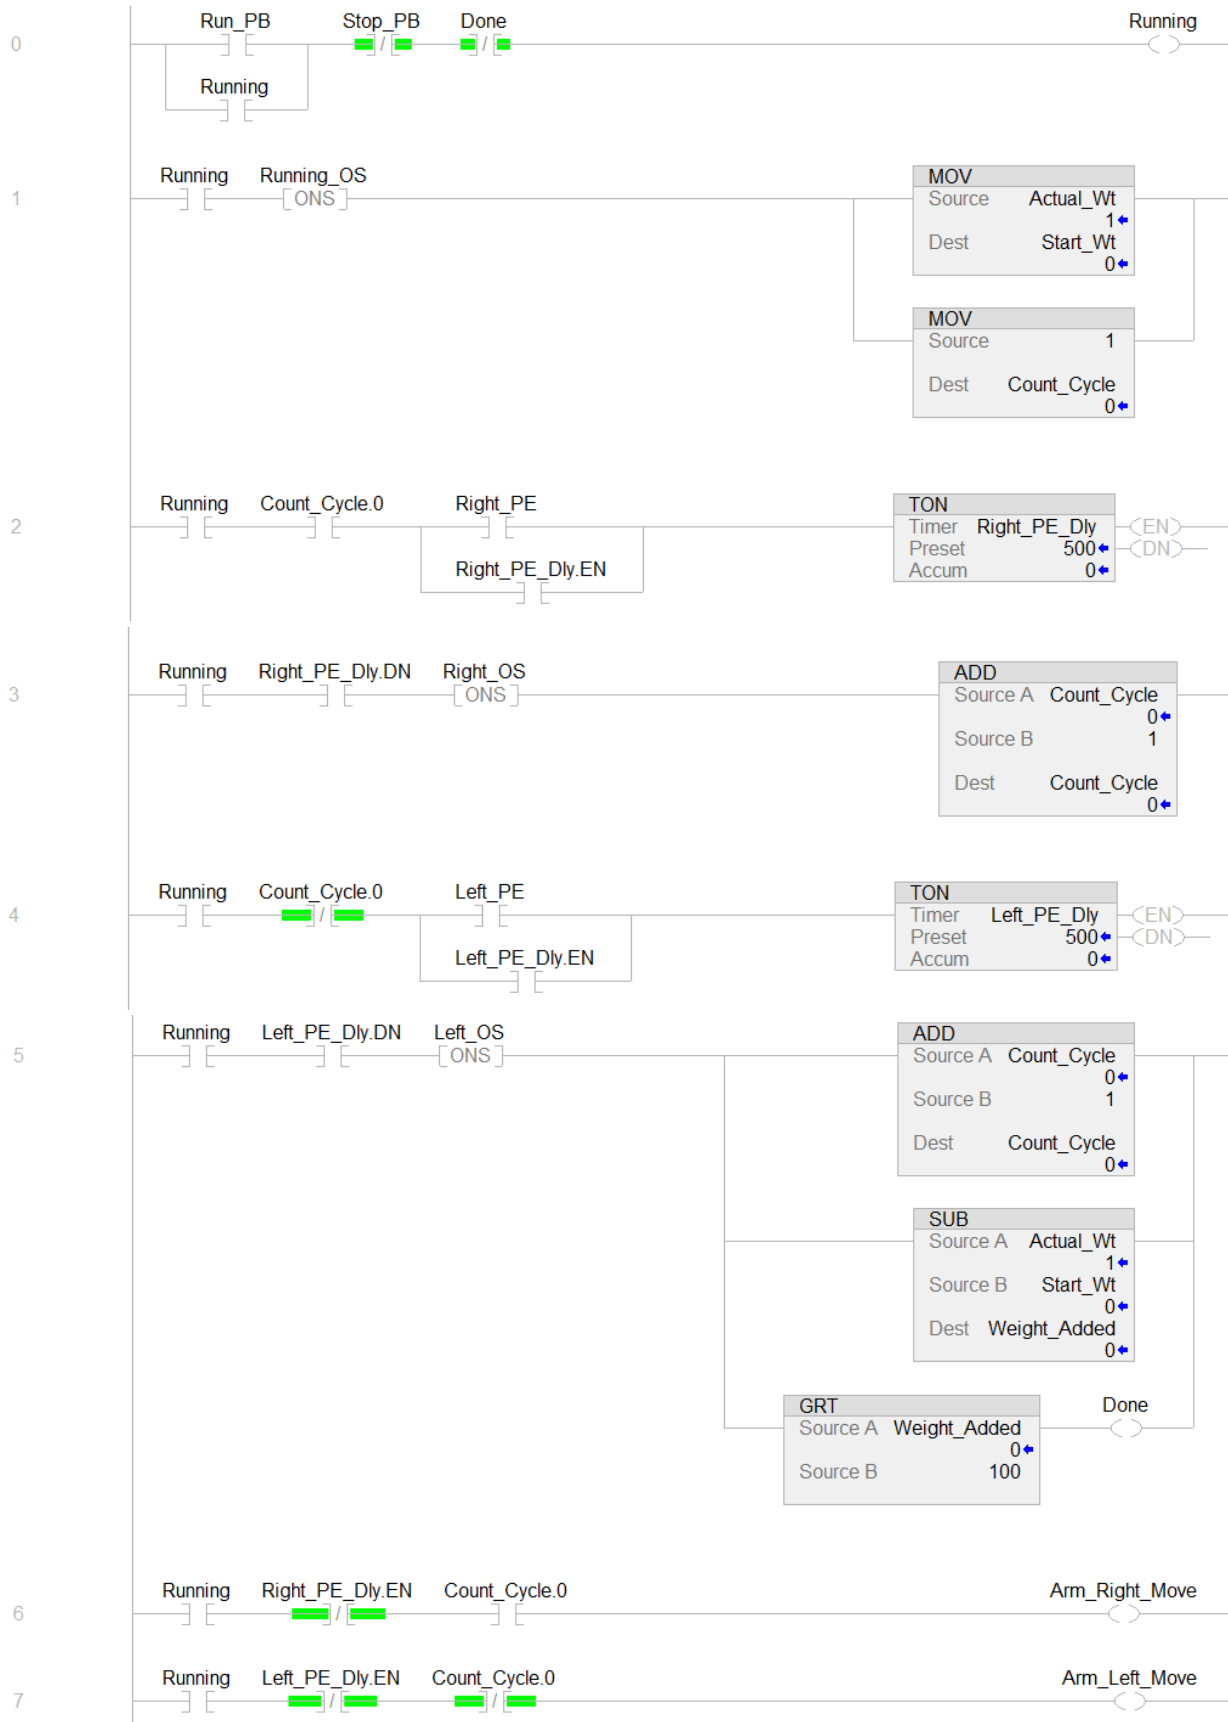 Run_PB Stop_PB Done Running
0 / /
Running
Running Running_OS MOV
1 ONS Source Actual_Wt
1
Dest Start_Wt
0
MOV
Source 1
Dest Count_Cycle
0
Running Count_Cycle.0 Right_PE TON
2 Timer Right_PE_Dly EN
Preset 500 DN
Right_PE_Dly.EN Accum 0
Running Right_PE_Dly.DN Right_OS ADD
3 ONS Source A Count_Cycle
0
Source B 1
Dest Count_Cycle
0
Running Count_Cycle.0 Left_PE TON
4 / Timer Left_PE_Dly EN
Preset 500 DN
Left_PE_Dly.EN Accum 0
Running Left_PE_Dly.DN Left_OS ADD
5 ONS Source A Count_Cycle
0
Source B 1
Dest Count_Cycle
0
SUB
Source A Actual_Wt
1
Source B Start_Wt
0
Dest Weight_Added
0
GRT Done
Source A Weight_Added
0
Source B 100
Running Right_PE_Dly.EN Count_Cycle.0 Arm_Right_Move
6 /
Running Left_PE_Dly.EN Count_Cycle.0 Arm_Left_Move
7 / /